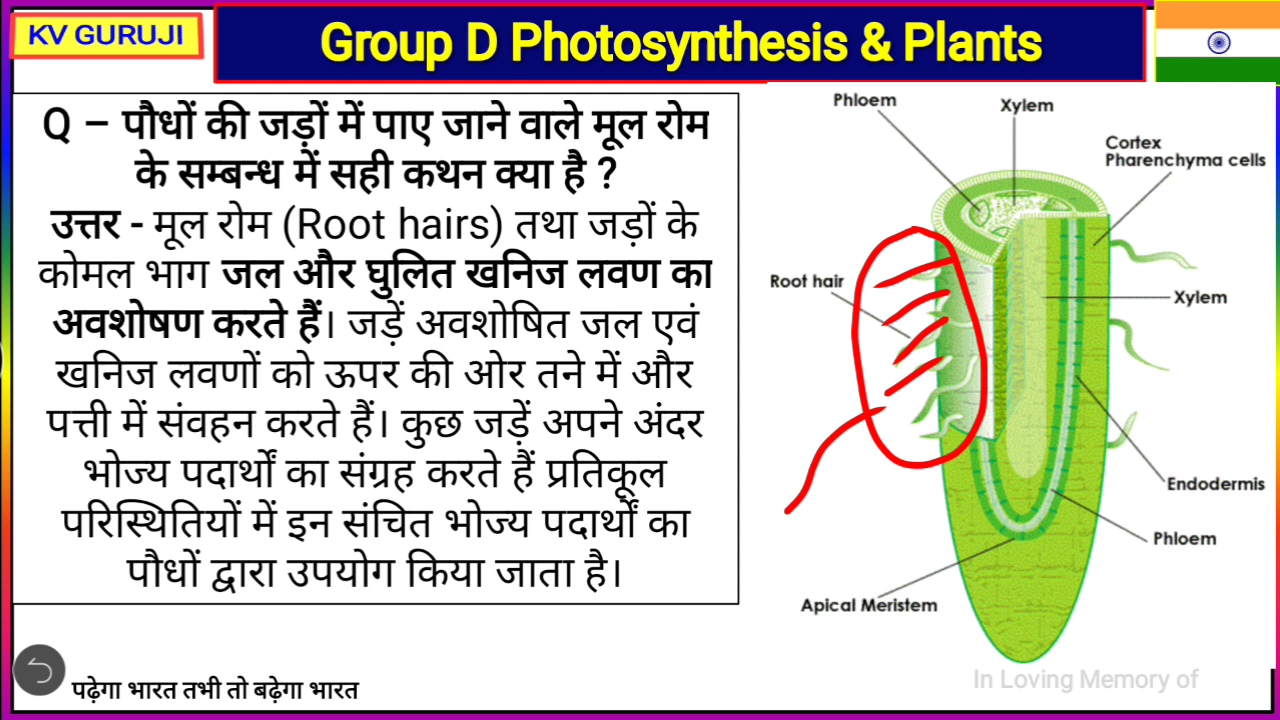 KV GURUJI
Group D Photosynthesis & Plants
Q – पौधों की जड़ों में पाए जाने वाले मूल रोम
के सम्बन्ध में सही कथन क्या है ?
उत्तर - मूल रोम (Root hairs) तथा जड़ों के
कोमल भाग जल और घुलित खनिज लवण का
अवशोषण करते हैं। जड़ें अवशोषित जल एवं
खनिज लवणों को ऊपर की ओर तने में और
पत्ती में संवहन करते हैं। कुछ जड़ें अपने अंदर
भोज्य पदार्थों का संग्रह करते हैं प्रतिकूल
परिस्थितियों में इन संचित भोज्य पदार्थों का
पौधों द्वारा उपयोग किया जाता है।
Phloem
Xylem
Cortex
Pharenchyma cells
Root hair
Xylem
Endodermis
Phloem
Apical Meristem
In Loving Memory of
पढ़ेगा भारत तभी तो बढ़ेगा भारत